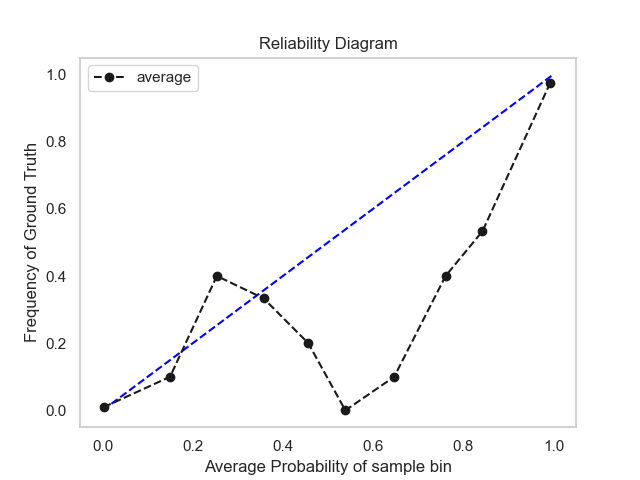 Reliability Diagram
average
Frequency of Ground Truth
1.0
0.8
0.6
0.4
0.2
0.0
0.0 0.2 0.4 0.6 0.8 1.0
Average Probability of sample bin